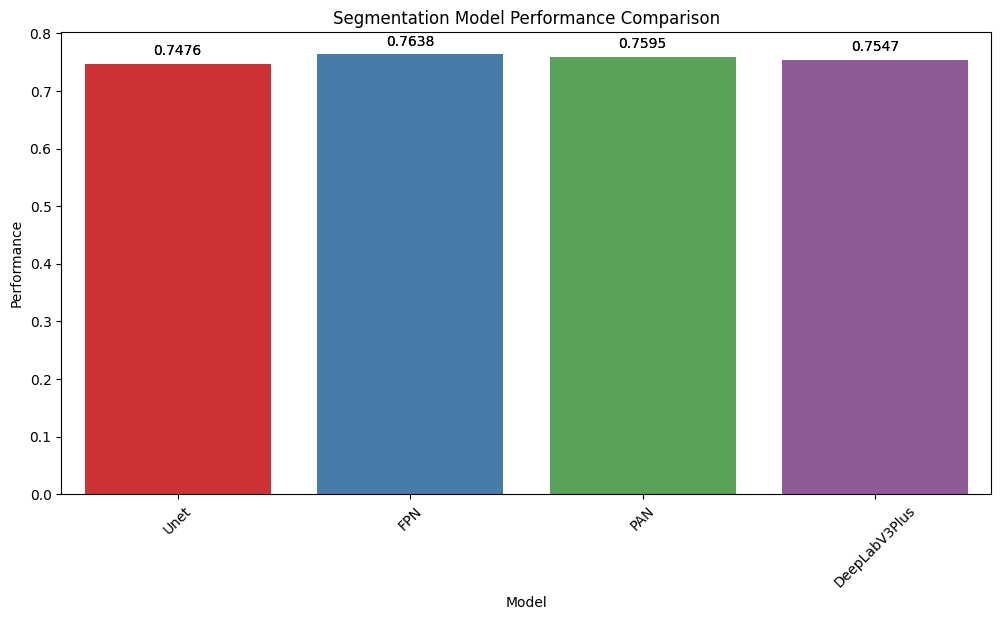 Segmentation Model Performance Comparison
0.8
0.7
0.6
0.5
0.4
0.3
0.2
0.1
0.0
Performance
0.7476
0.7638
0.7595
0.7547
Unet
FPN
PAN
DeepLabV3Plus
Model